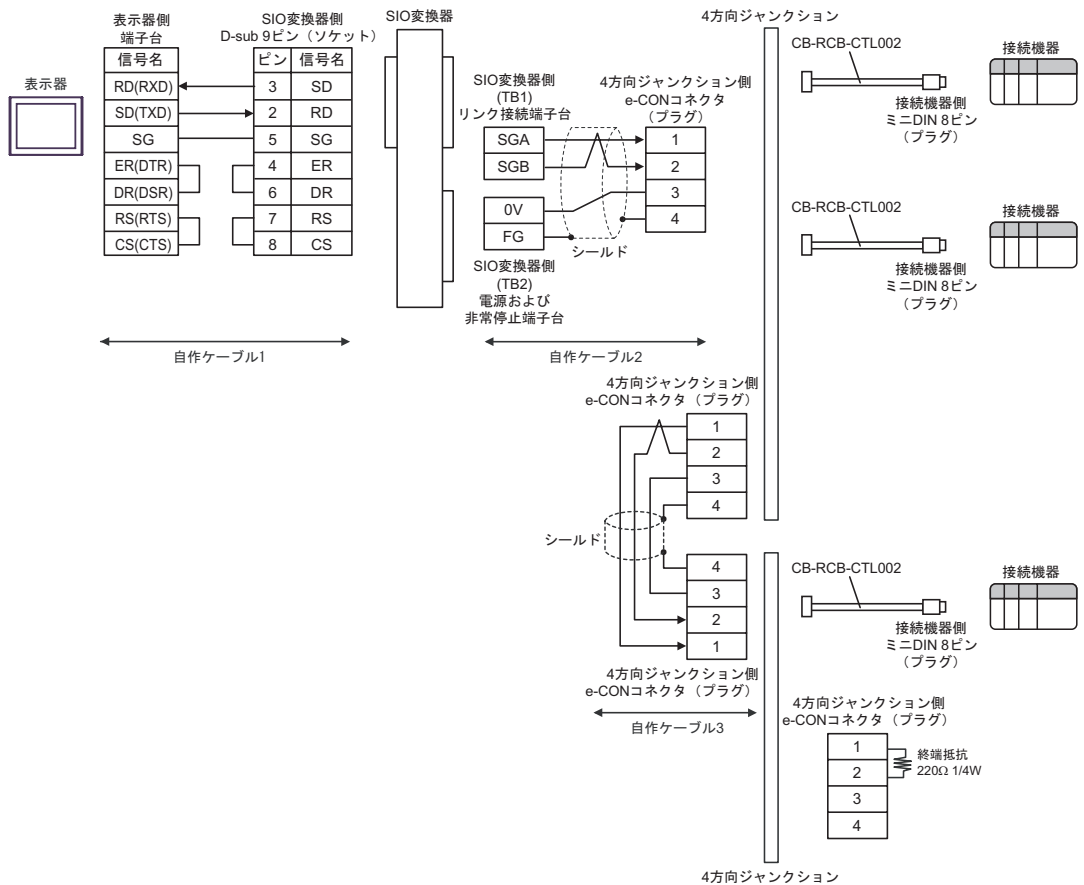 表示器
表示器側
端子台
信号名
RD(RXD)
SD(TXD)
SG
ER(DTR)
DR(DSR)
RS(RTS)
CS(CTS)
SIO変換器側
D-sub 9ピン（ソケット）
ピン 信号名
3 SD
2 RD
5 SG
4 ER
6 DR
7 RS
8 CS
自作ケーブル1
SIO変換器
SIO変換器側
(TB1)
リンク接続端子台
SGA
SGB
0V
FG
SIO変換器側
(TB2)
電源および
非常停止端子台
シールド
4方向ジャンクション側
e-CONコネクタ
（プラグ）
1
2
3
4
自作ケーブル2
4方向ジャンクション
CB-RCB-CTL002
接続機器側
ミニDIN 8ピン
（プラグ）
接続機器
CB-RCB-CTL002
接続機器側
ミニDIN 8ピン
（プラグ）
接続機器
4方向ジャンクション側
e-CONコネクタ（プラグ）
1
2
3
4
シールド
4
3
2
1
4方向ジャンクション側
e-CONコネクタ（プラグ）
自作ケーブル3
CB-RCB-CTL002
接続機器側
ミニDIN 8ピン
（プラグ）
接続機器
4方向ジャンクション側
e-CONコネクタ（プラグ）
1
2
3
4
終端抵抗
220Ω 1/4W
4方向ジャンクション